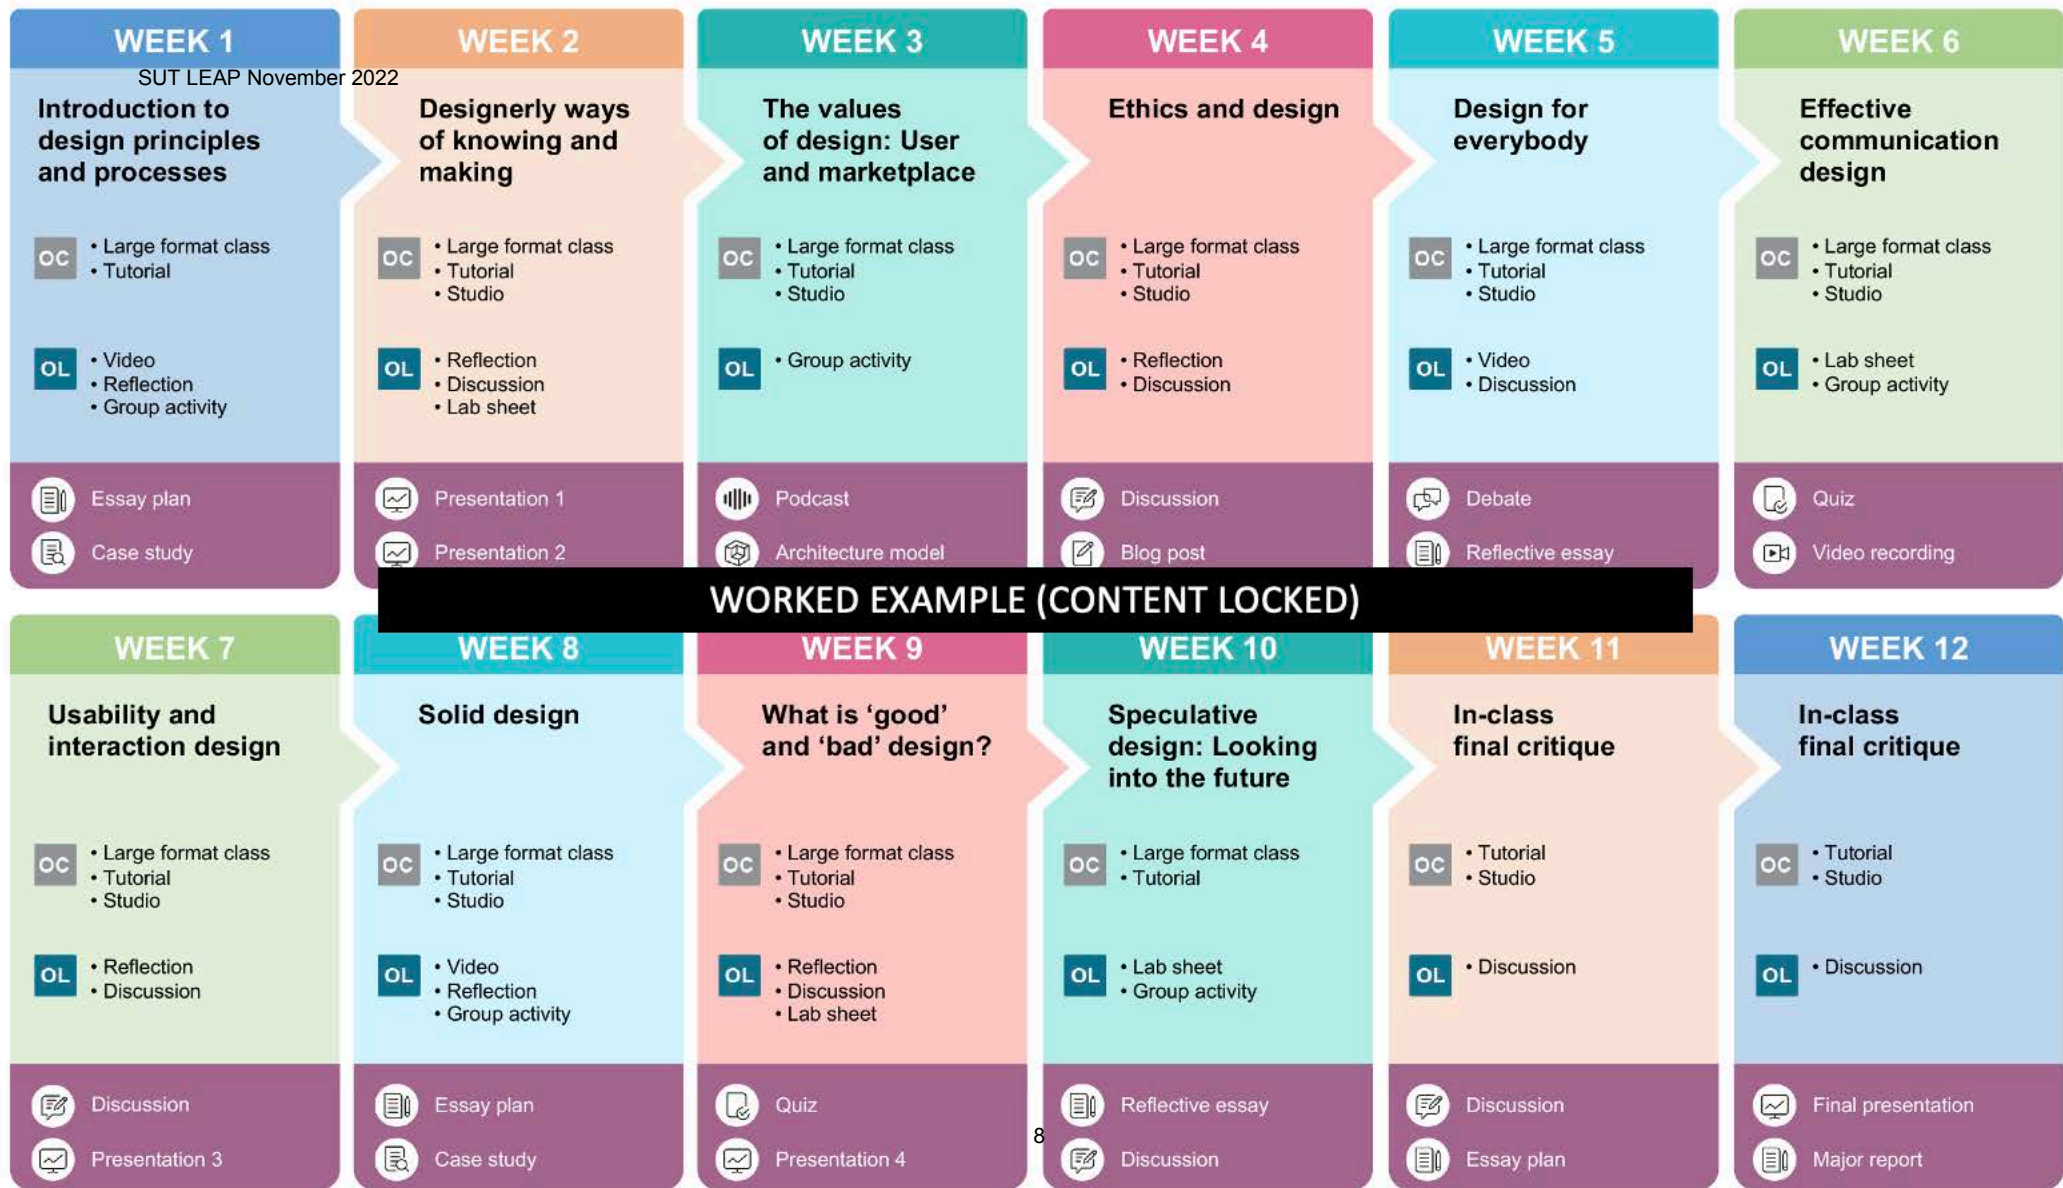 WEEK 1
SUT LEAP November 2022
Introduction to
design principles
and processes
OC
• Large format class
• Tutorial
OL
• Video
• Reflection
• Group activity
Essay plan
Case study
WEEK 2
Designerly ways
of knowing and
making
OC
• Large format class
• Tutorial
• Studio
OL
• Reflection
• Discussion
• Lab sheet
Presentation 1
Presentation 2
WEEK 3
The values
of design: User
and marketplace
OC
• Large format class
• Tutorial
• Studio
OL
• Group activity
Podcast
Architecture model
WEEK 4
Ethics and design
OC
• Large format class
• Tutorial
• Studio
OL
• Reflection
• Discussion
Discussion
Blog post
WEEK 5
Design for
everybody
OC
• Large format class
• Tutorial
• Studio
OL
• Video
• Discussion
Debate
Reflective essay
WEEK 6
Effective
communication
design
OC
• Large format class
• Tutorial
• Studio
OL
• Lab sheet
• Group activity
Quiz
Video recording
WORKED EXAMPLE (CONTENT LOCKED)
WEEK 7
Usability and
interaction design
OC
• Large format class
• Tutorial
• Studio
OL
• Reflection
• Discussion
Discussion
Presentation 3
WEEK 8
Solid design
OC
• Large format class
• Tutorial
• Studio
OL
• Video
• Reflection
• Group activity
Essay plan
Case study
WEEK 9
What is ‘good’
and ‘bad’ design?
OC
• Large format class
• Tutorial
• Studio
OL
• Reflection
• Discussion
• Lab sheet
Quiz
Presentation 4
WEEK 10
Speculative
design: Looking
into the future
OC
• Large format class
• Tutorial
OL
• Lab sheet
• Group activity
Reflective essay
8
Discussion
WEEK 11
In-class
final critique
OC
• Tutorial
• Studio
OL
• Discussion
Discussion
Essay plan
WEEK 12
In-class
final critique
OC
• Tutorial
• Studio
OL
• Discussion
Final presentation
Major report